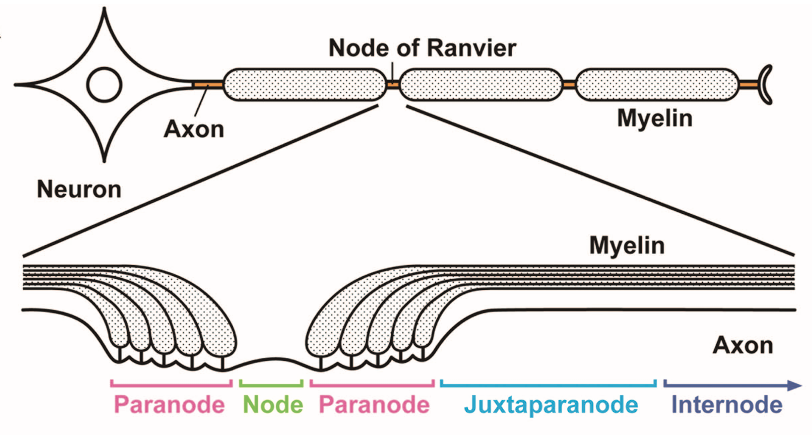 Node of Ranvier
Axon
Myelin
Neuron
Myelin
Axon
Paranode Node Paranode Juxtaparanode Internode